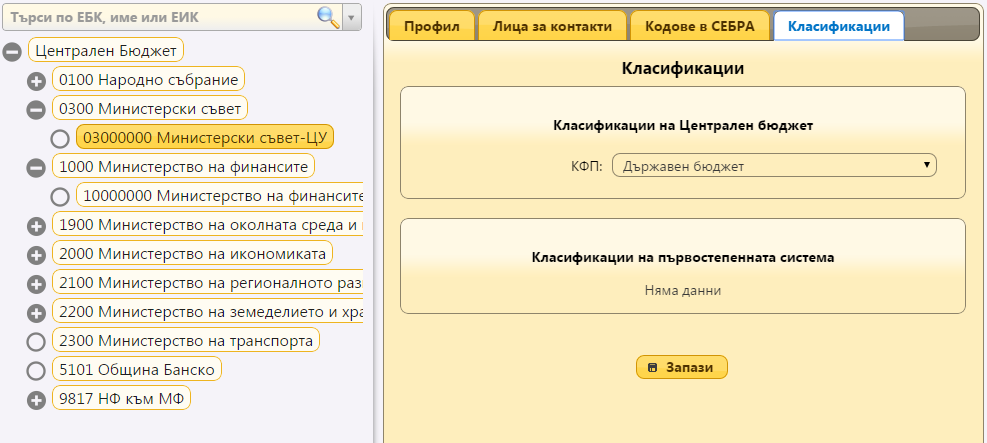 Търси по ЕБК, име или ЕИК
Централен Бюджет
0100 Народно събрание
0300 Министерски съвет
03000000 Министерски съвет-ЦУ
1000 Министерство на финансите
10000000 Министерство на финансите
1900 Министерство на околната среда и
2000 Министерство на икономиката
2100 Министерство на регионалното раз
2200 Министерство на земеделието и хра
2300 Министерство на транспорта
5101 Община Банско
9817 НФ към МФ
Профил
Лица за контакти
Кодове в СЕБРА
Класификации
Класификации
Класификации на Централен бюджет
КФП: Държавен бюджет
Класификации на първостепенната система
Няма данни
Запази